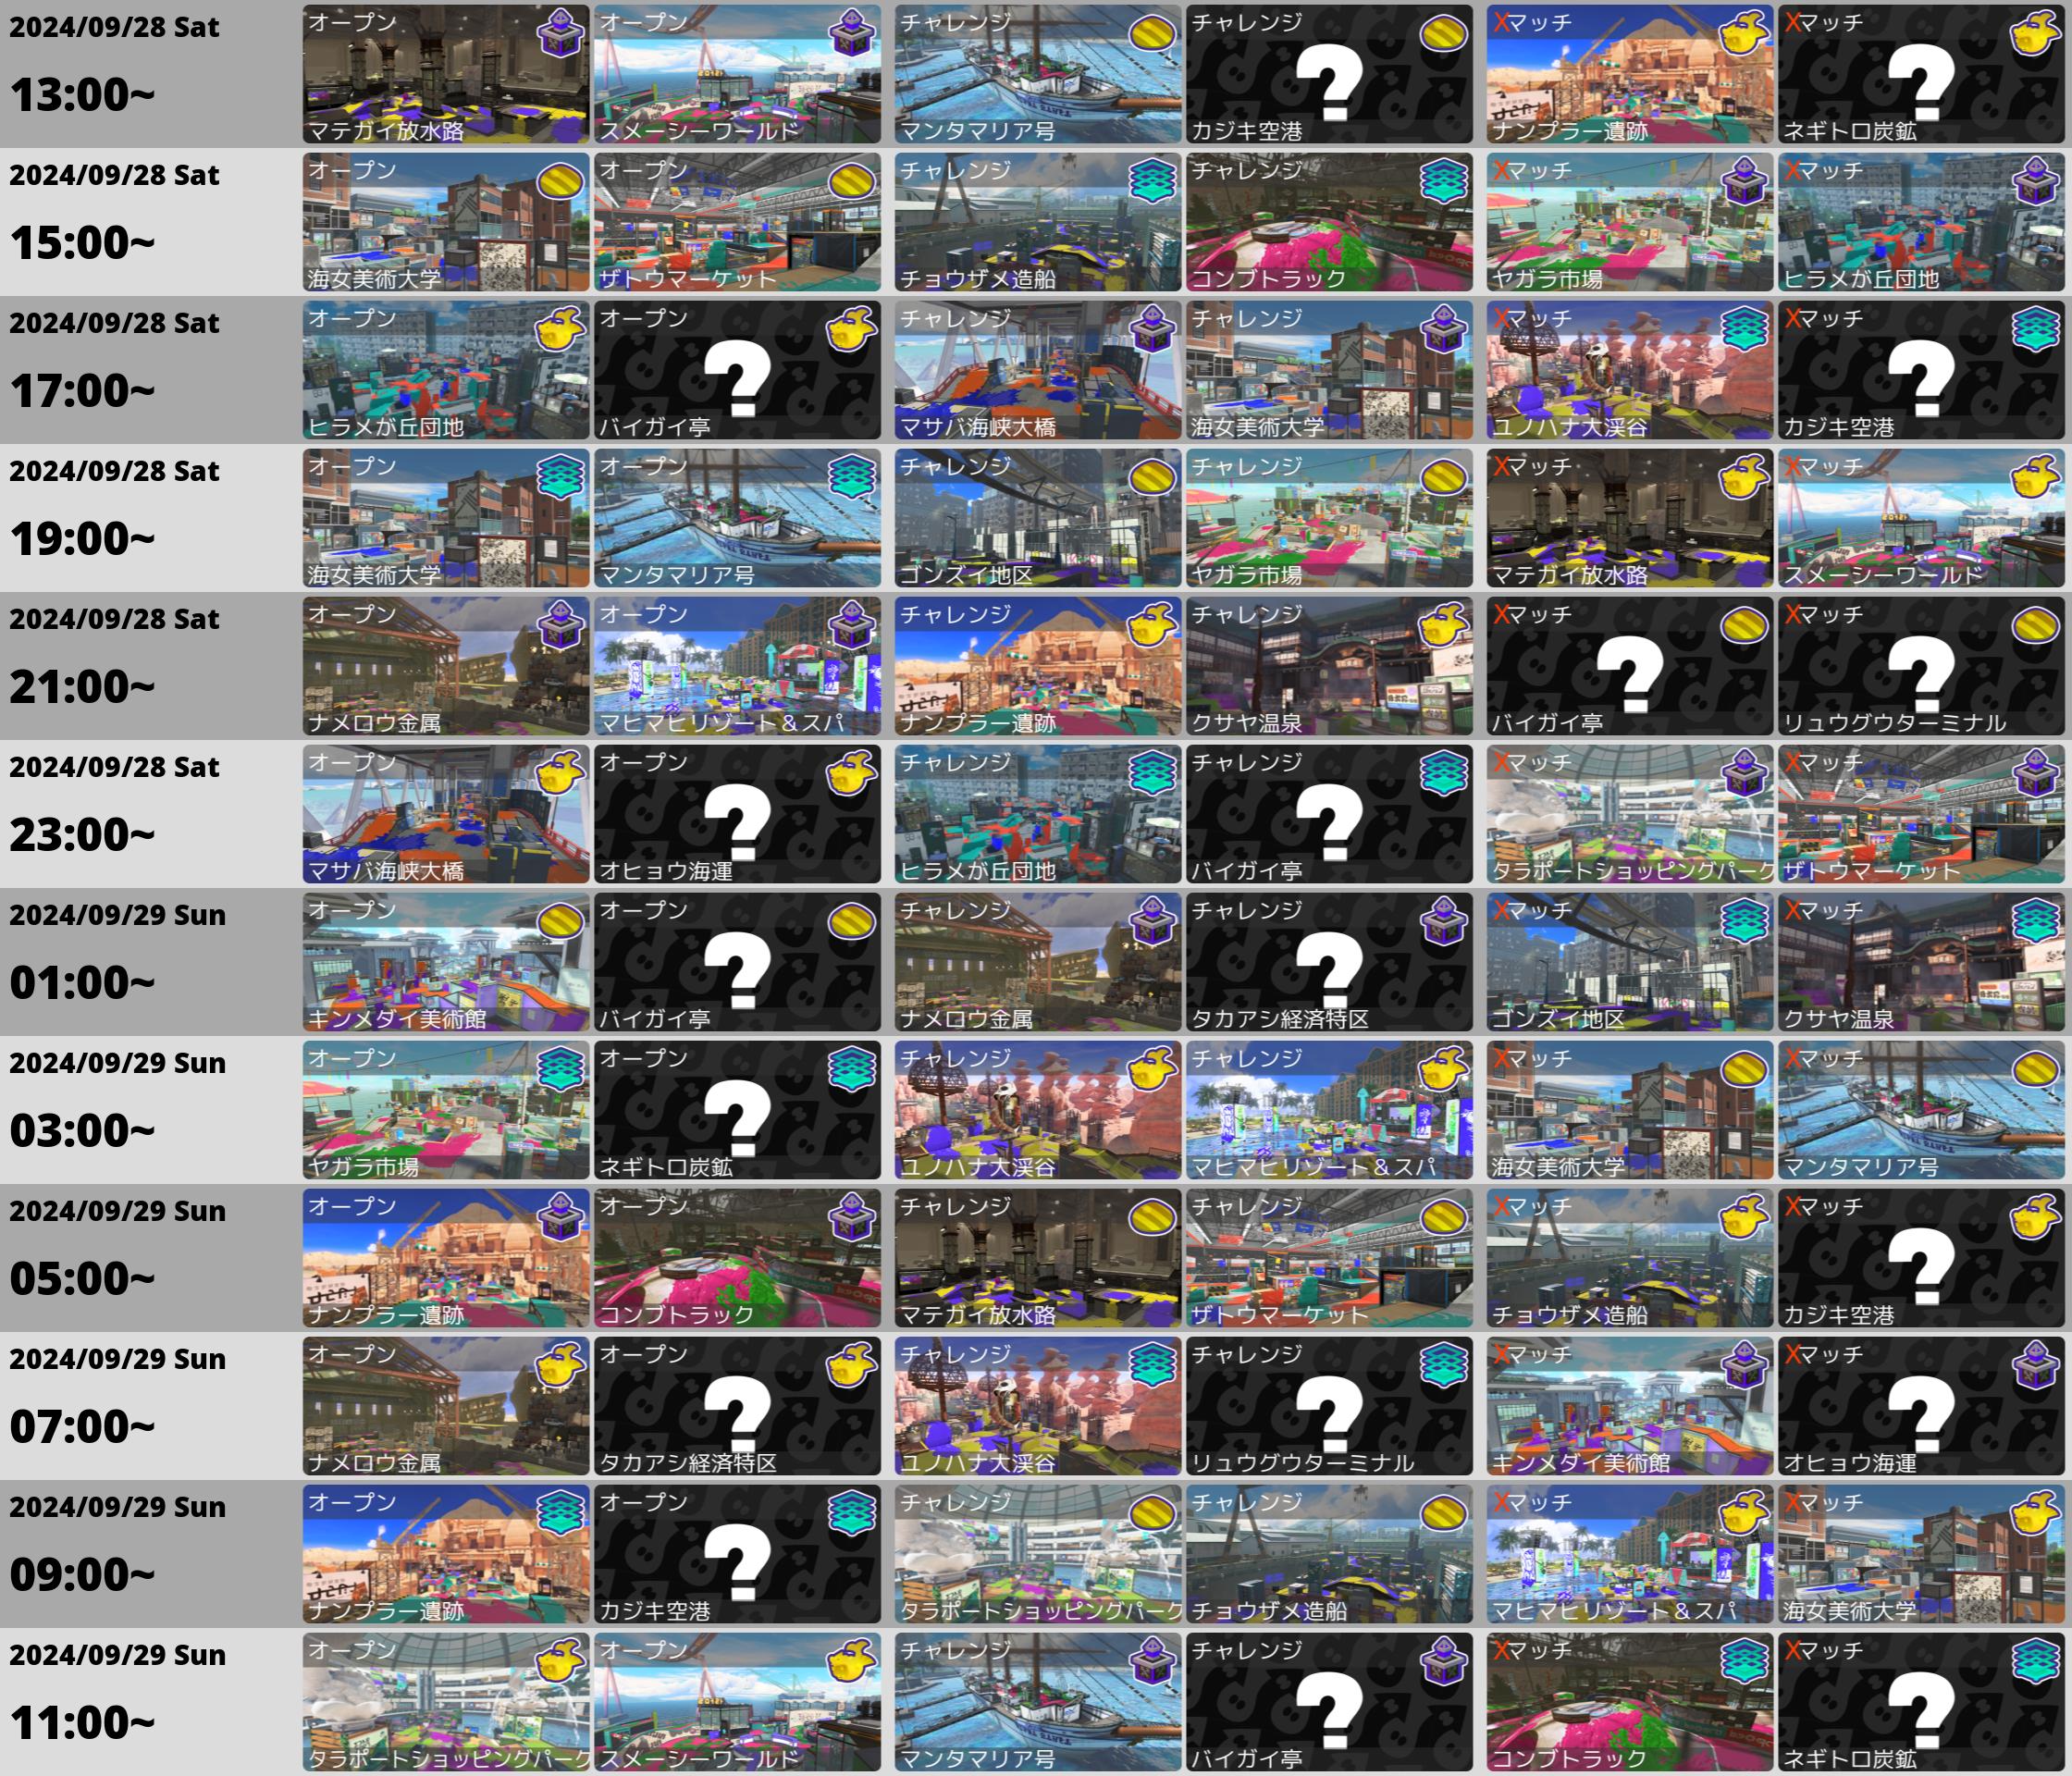 2024/09/28 Sat
13:00~
オープン
マテガイ放水路
オープン
スメーシーワールド
チャレンジ
マンタマリア号
チャレンジ
カジキ空港
Xマッチ
ナンプラー遺跡
Xマッチ
ネギトロ炭鉱
2024/09/28 Sat
15:00~
オープン
海女美術大学
オープン
ザトウマーケット
チャレンジ
チョウザメ造船
チャレンジ
コンブトラック
Xマッチ
ヤガラ市場
Xマッチ
ヒラメが丘団地
2024/09/28 Sat
17:00~
オープン
ヒラメが丘団地
オープン
バイガイ亭
チャレンジ
マサバ海峡大橋
チャレンジ
海女美術大学
Xマッチ
ユノハナ大渓谷
Xマッチ
カジキ空港
2024/09/28 Sat
19:00~
オープン
海女美術大学
オープン
マンタマリア号
チャレンジ
ゴンズイ地区
チャレンジ
ヤガラ市場
Xマッチ
マテガイ放水路
Xマッチ
スメーシーワールド
2024/09/28 Sat
21:00~
オープン
ナメロウ金属
オープン
マヒマヒリゾート＆スパ
チャレンジ
ナンプラー遺跡
チャレンジ
クサヤ温泉
Xマッチ
バイガイ亭
Xマッチ
リュウグウターミナル
2024/09/28 Sat
23:00~
オープン
マサバ海峡大橋
オープン
オヒョウ海運
チャレンジ
ヒラメが丘団地
チャレンジ
バイガイ亭
Xマッチ
タラポートショッピングパーク
Xマッチ
ザトウマーケット
2024/09/29 Sun
01:00~
オープン
キンメダイ美術館
オープン
バイガイ亭
チャレンジ
ナメロウ金属
チャレンジ
タカアシ経済特区
Xマッチ
ゴンズイ地区
Xマッチ
クサヤ温泉
2024/09/29 Sun
03:00~
オープン
ヤガラ市場
オープン
ネギトロ炭鉱
チャレンジ
ユノハナ大渓谷
チャレンジ
マヒマヒリゾート＆スパ
Xマッチ
海女美術大学
Xマッチ
マンタマリア号
2024/09/29 Sun
05:00~
オープン
ナンプラー遺跡
オープン
コンブトラック
チャレンジ
マテガイ放水路
チャレンジ
ザトウマーケット
Xマッチ
チョウザメ造船
Xマッチ
カジキ空港
2024/09/29 Sun
07:00~
オープン
ナメロウ金属
オープン
タカアシ経済特区
チャレンジ
ユノハナ大渓谷
チャレンジ
リュウグウターミナル
Xマッチ
キンメダイ美術館
Xマッチ
オヒョウ海運
2024/09/29 Sun
09:00~
オープン
ナンプラー遺跡
オープン
カジキ空港
チャレンジ
タラポートショッピングパーク
チャレンジ
チョウザメ造船
Xマッチ
マヒマヒリゾート＆スパ
Xマッチ
海女美術大学
2024/09/29 Sun
11:00~
オープン
タラポートショッピングパーク
オープン
スメーシーワールド
チャレンジ
マンタマリア号
チャレンジ
バイガイ亭
Xマッチ
コンブトラック
Xマッチ
ネギトロ炭鉱